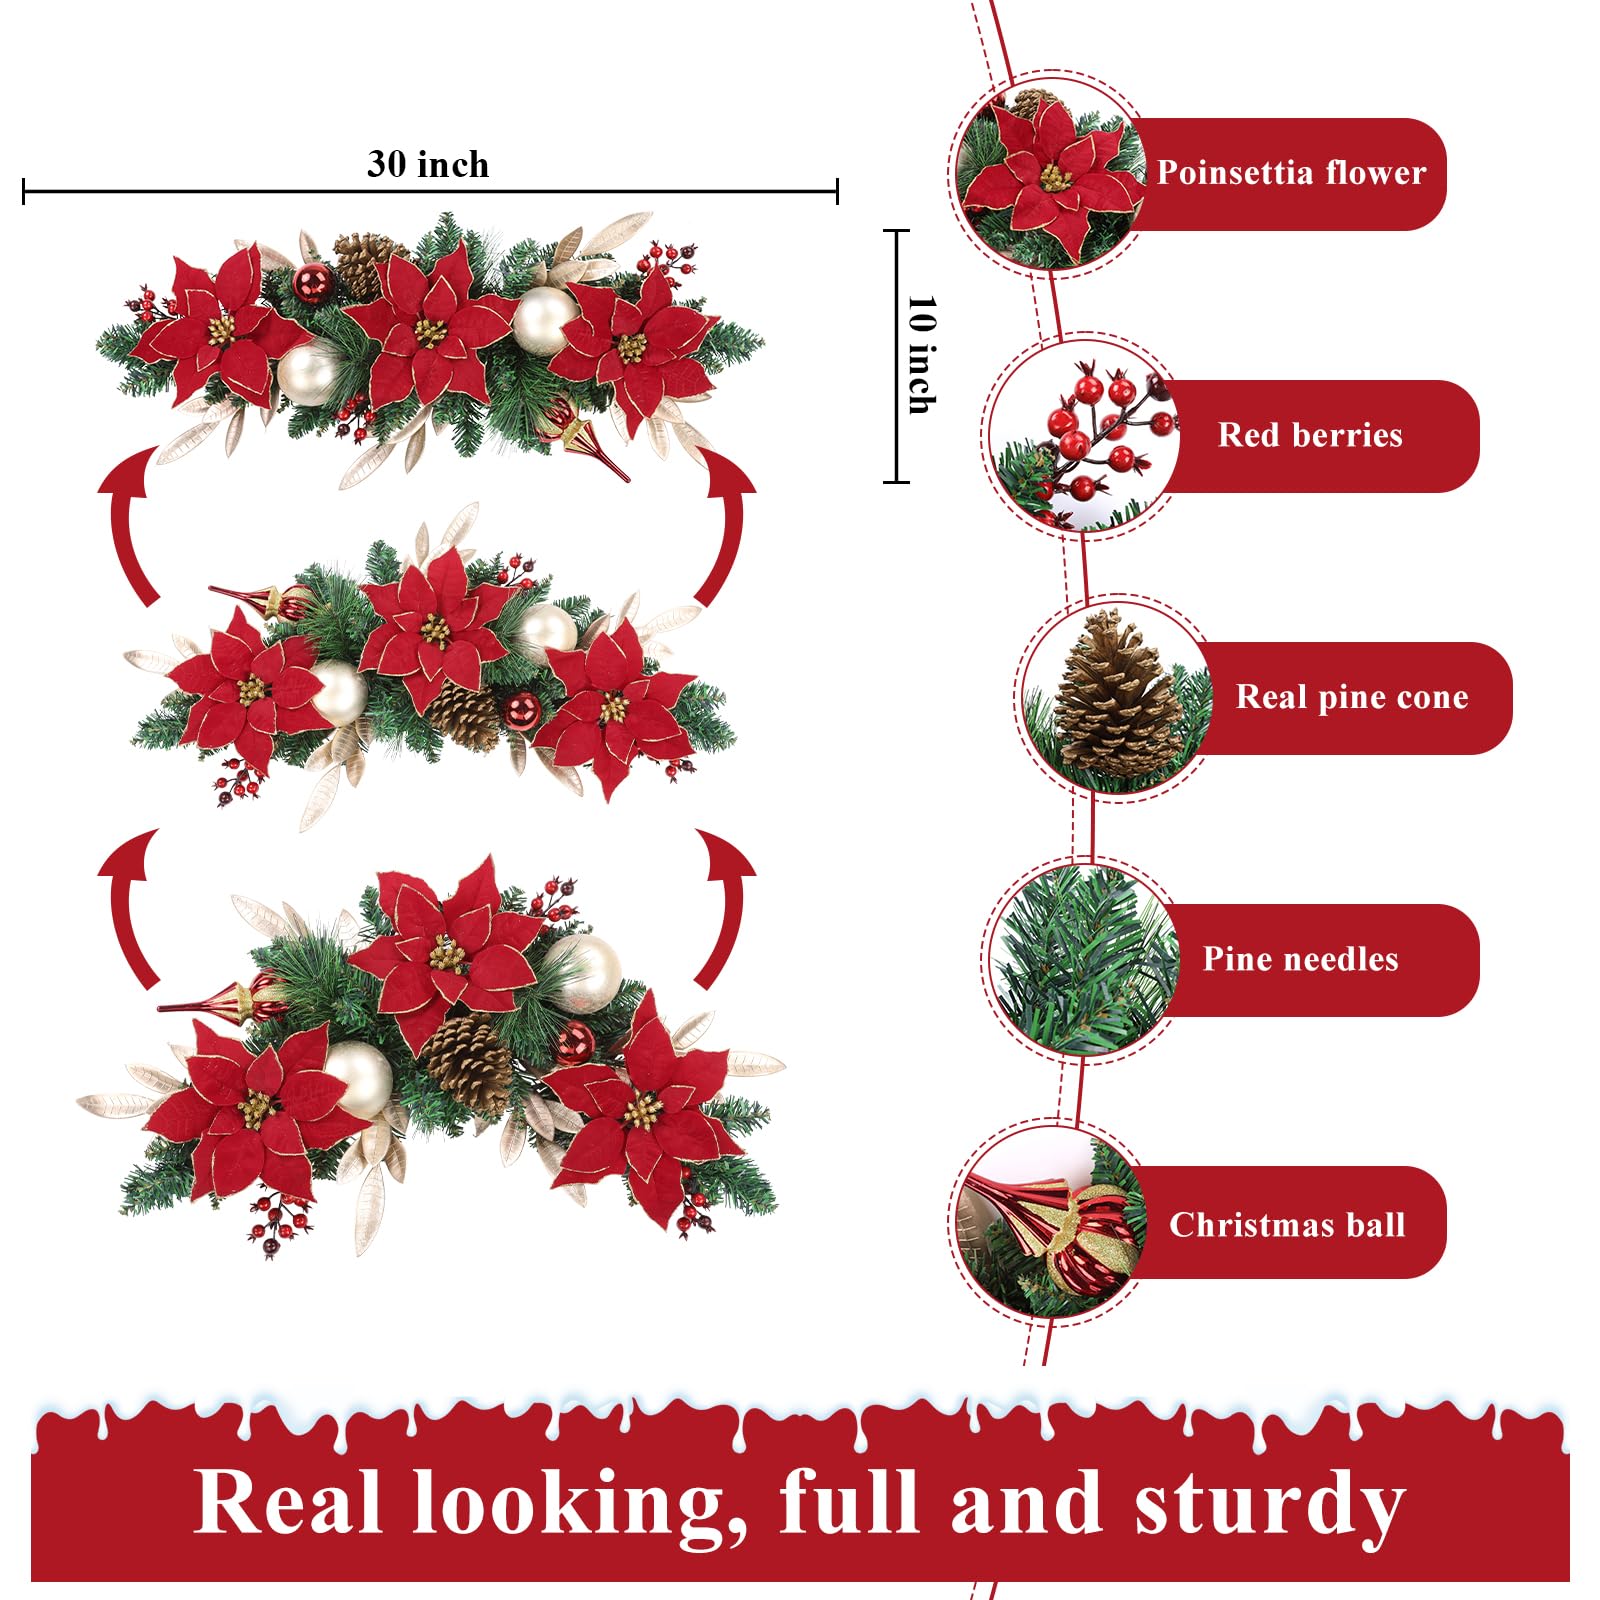 30 inch
10 inch
Poinsettia flower
Red berries
Real pine cone
Pine needles
Christmas ball
Real looking, full and sturdy